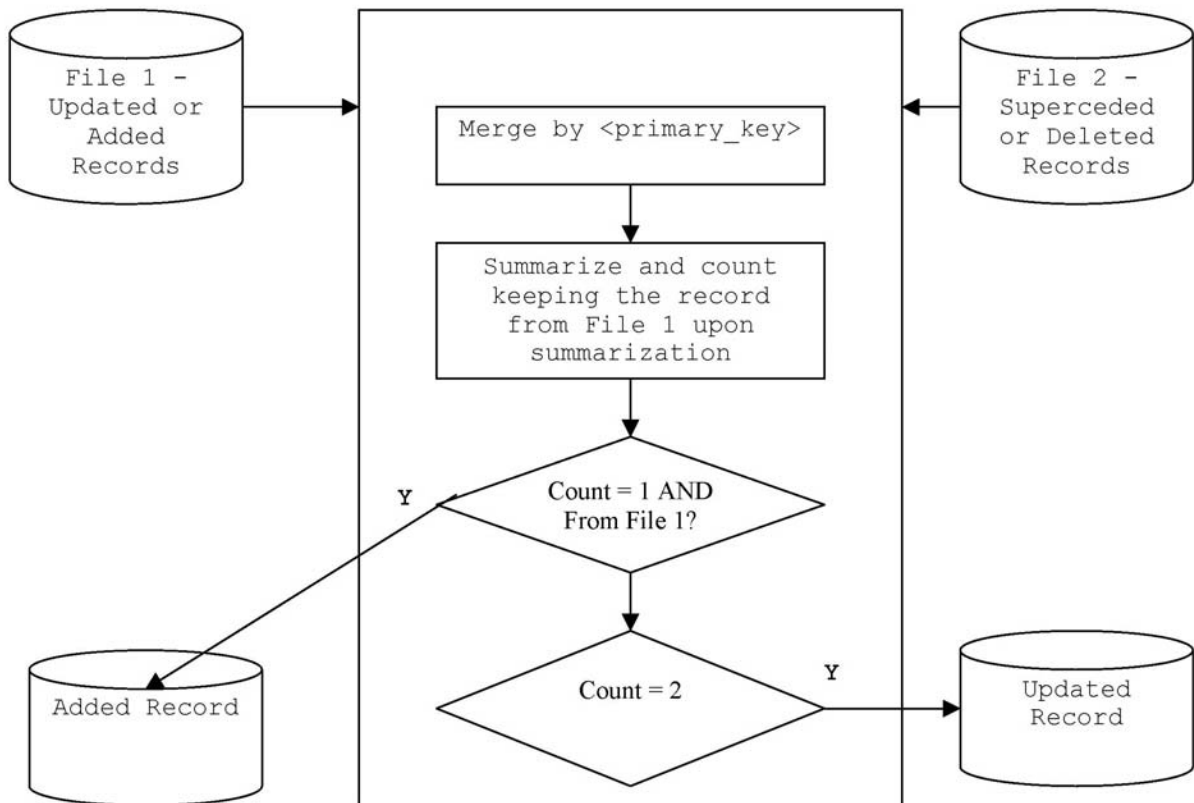 File 1 -
Updated or
Added
Records
File 2 -
Superceded
or Deleted
Records
Merge by <primary_key>
Summarize and count
keeping the record
from File 1 upon
summarization
Count = 1 AND
From File 1?
Y
Count = 2
Y
Added Record
Updated
Record